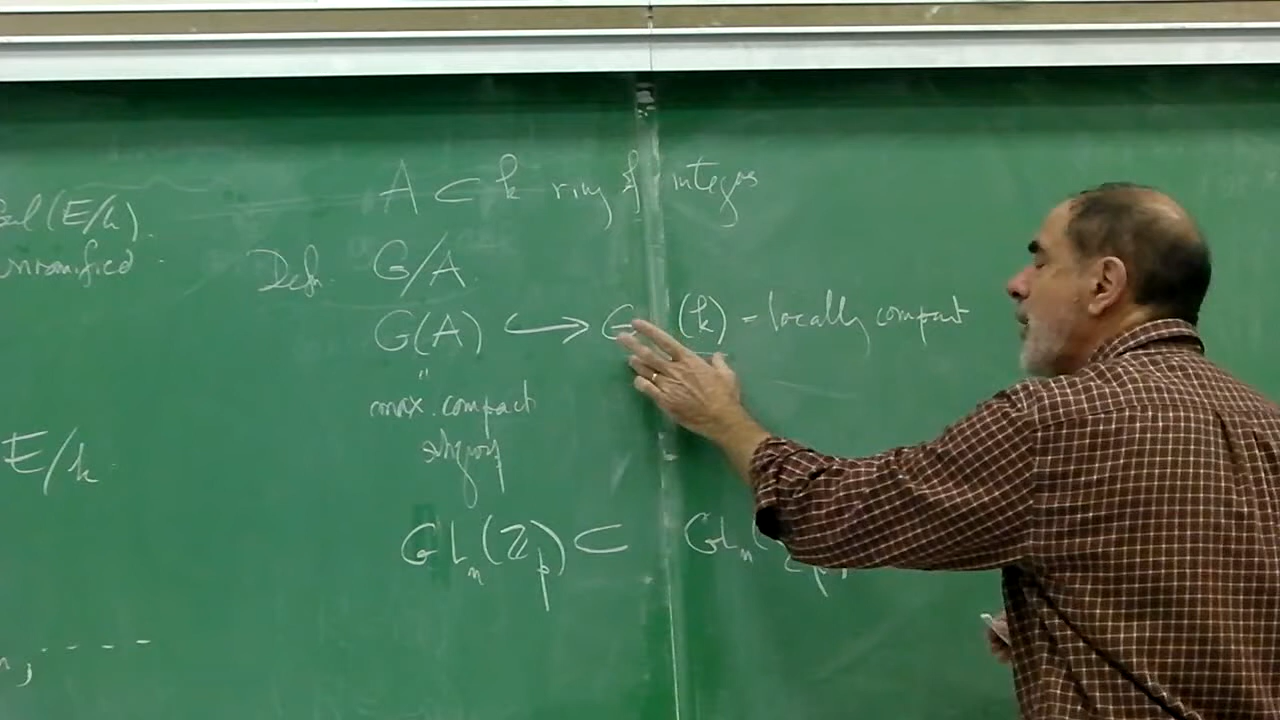 Gal(E/k).
unramified.
E/k.
n, -----
A ⊂ k ring of integers
Defn. G/A.
G(A) ↪ G (k) = locally compact
"
max. compact
subgroup
GL_n(ℤ_p) ⊂ GL_n(